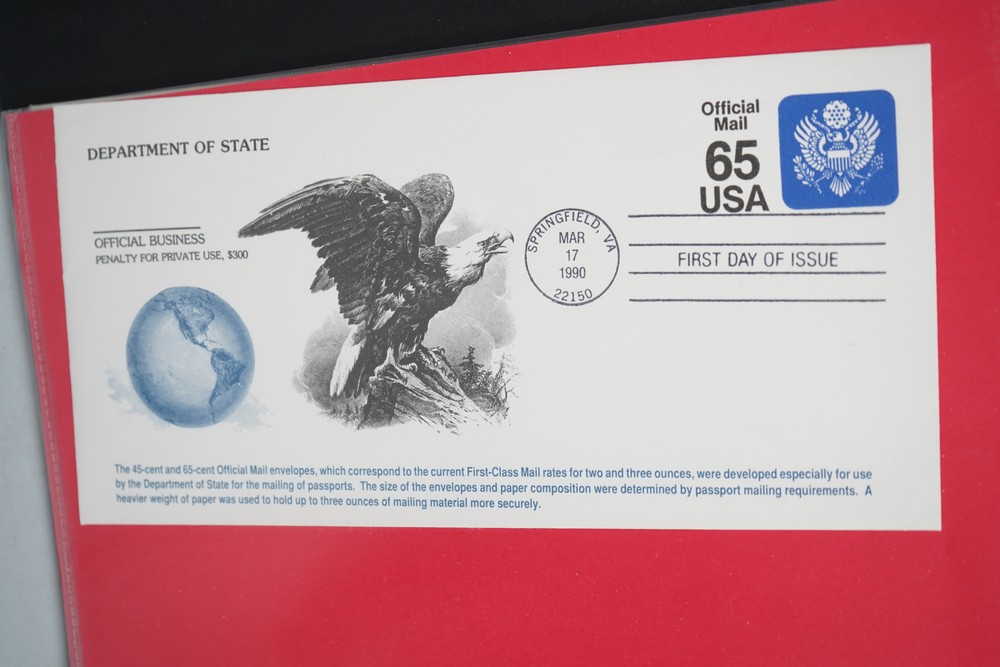 DEPARTMENT OF STATE
Official
Mail
65
USA
OFFICIAL BUSINESS
PENALTY FOR PRIVATE USE, $300
SPRINGFIELD, VA
MAR
17
1990
22150
FIRST DAY OF ISSUE
The 45-cent and 65-cent Official Mail envelopes, which correspond to the current First-Class Mail rates for two and three ounces, were developed especially for use
by the Department of State for the mailing of passports. The size of the envelopes and paper composition were determined by passport mailing requirements. A
heavier weight of paper was used to hold up to three ounces of mailing material more securely.